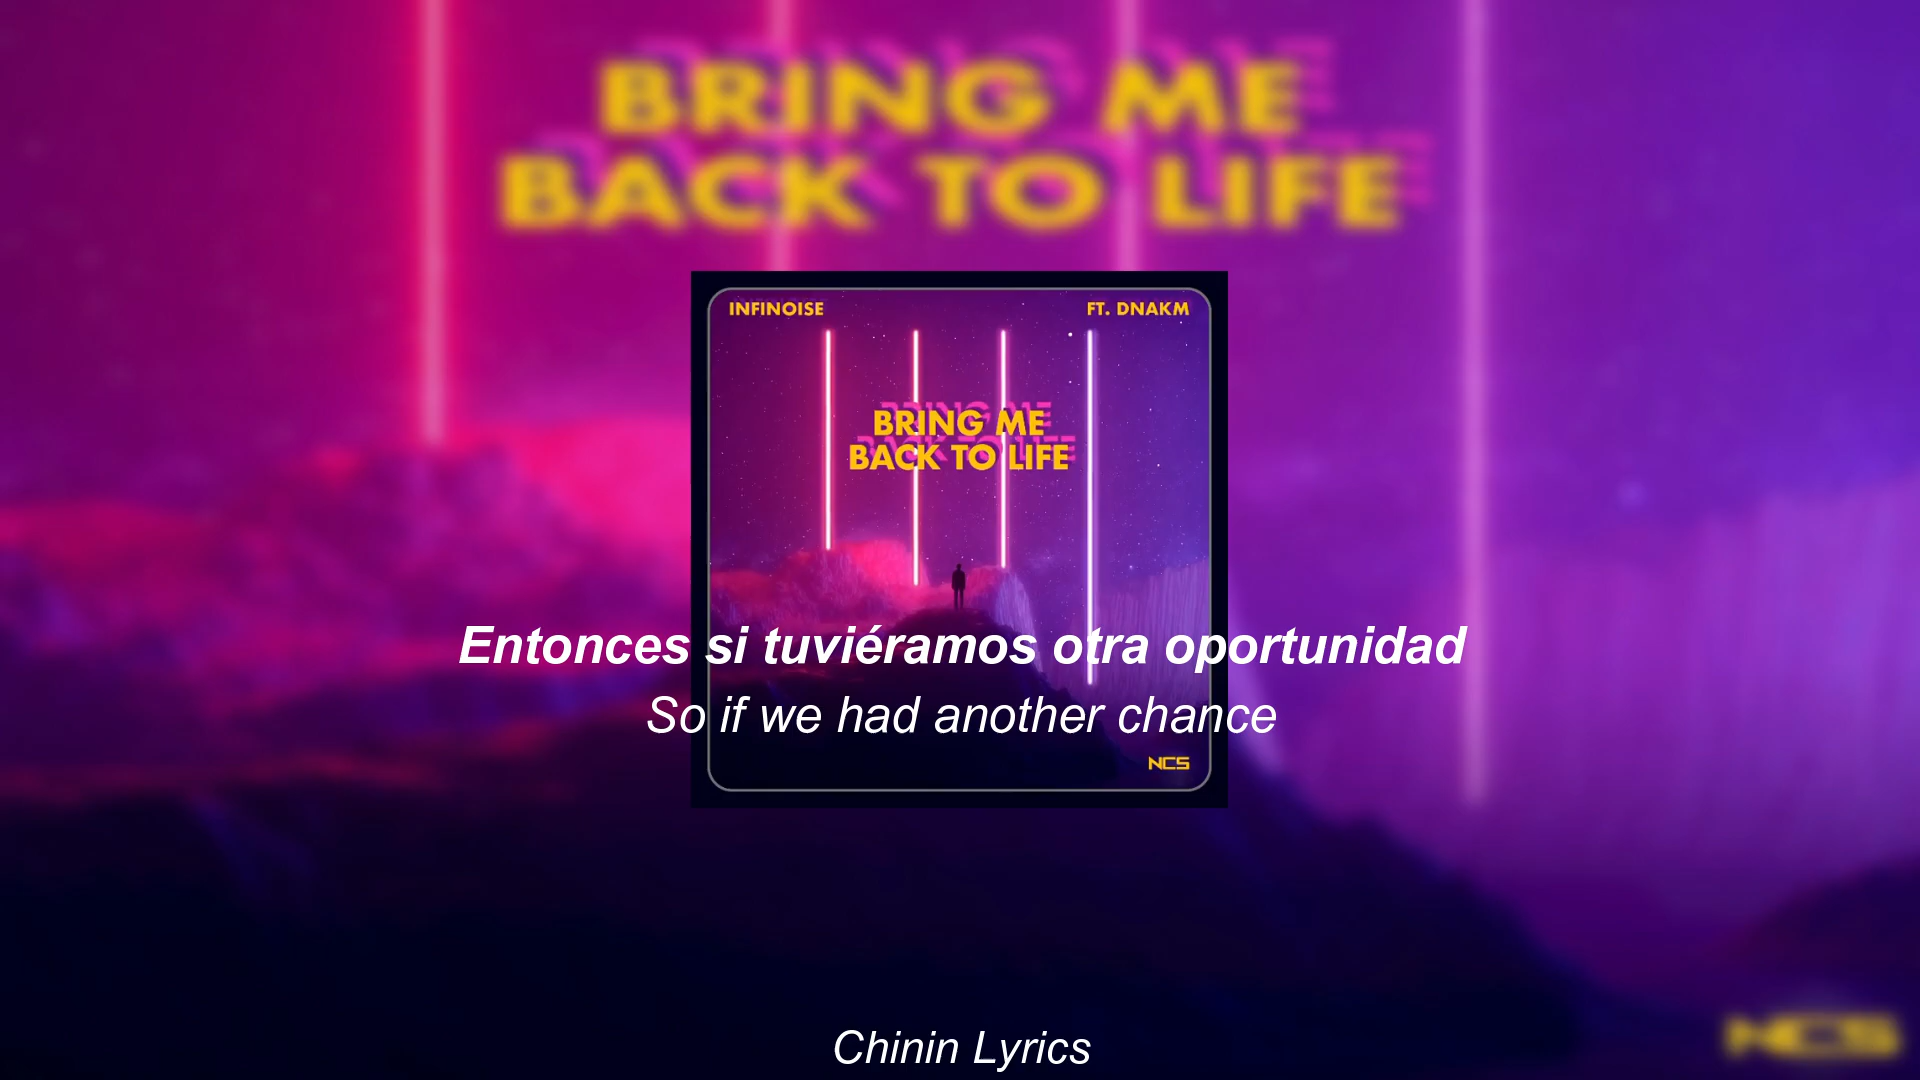 BRING ME
BACK TO LIFE
INFINOISE
FT. DNAKM
BRING ME
BACK TO LIFE
Entonces si tuviéramos otra oportunidad
So if we had another chance
NCS
Chinin Lyrics
NCS